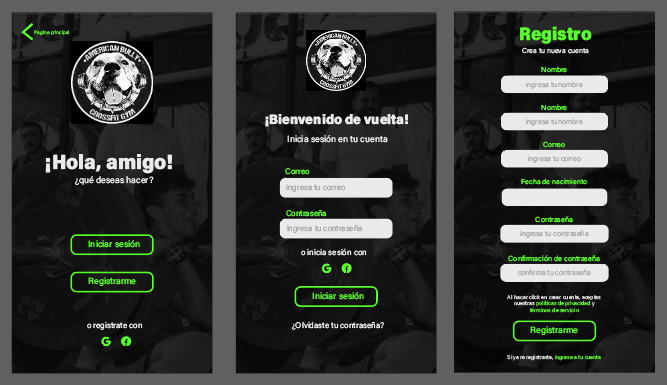 Pagina principal
AMERICAN BULLY
CROSSFIT GYM
¡Hola, amigo!
¿qué deseas hacer?
Iniciar sesión
Registrarme
o registrate con
AMERICAN BULLY
CROSSFIT GYM
¡Bienvenido de vuelta!
Inicia sesión en tu cuenta
Correo
ingresa tu correo
Contraseña
ingresa tu contraseña
o inicia sesión con
Iniciar sesión
¿Olvidaste tu contraseña?
Registro
Crea tu nueva cuenta
Nombre
ingresa tu nombre
Nombre
ingresa tu nombre
Correo
ingresa tu correo
Fecha de nacimiento
Contraseña
ingresa tu contraseña
Confirmación de contraseña
confirma tu contraseña
Al hacer click en crear cuenta, aceptas
nuestras politicas de privacidad y
términos de servicio
Registrarme
Si ya re registraste, ingresa a tu cuenta